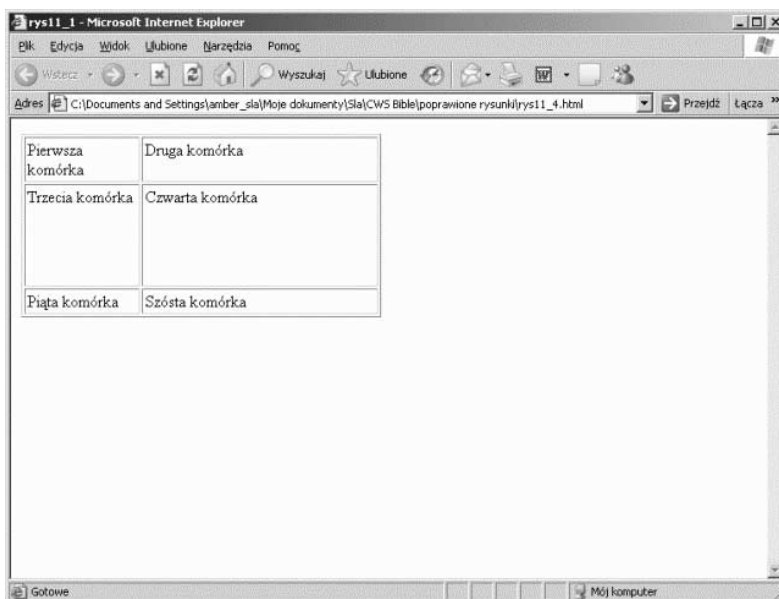 rys11_1 - Microsoft Internet Explorer
Plik Edycja Widok Ulubione Narzędzia Pomoc
Wstecz Wyszukaj Ulubione
Adres C:\Documents and Settings\amber_sla\Moje dokumenty\Sla\CWS Bible\poprawione rysunki\rys11_4.html Przejdź Łącza »
Pierwsza komórka Druga komórka
Trzecia komórka Czwarta komórka
Piąta komórka Szósta komórka
Gotowe Mój komputer